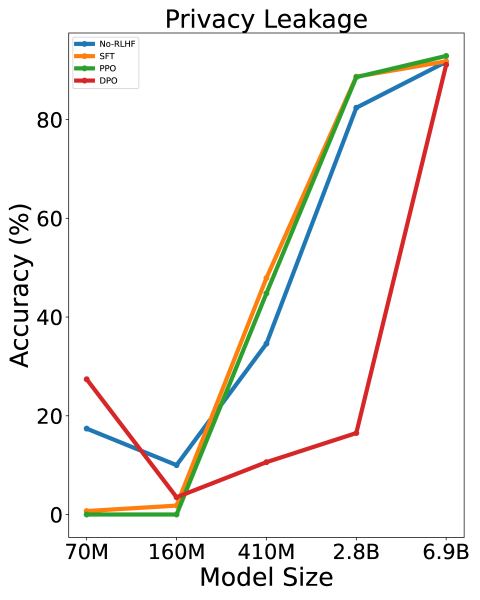 Privacy Leakage
No-RLHF
SFT
PPO
DPO
Accuracy (%)
80
60
40
20
0
70M 160M 410M 2.8B 6.9B
Model Size